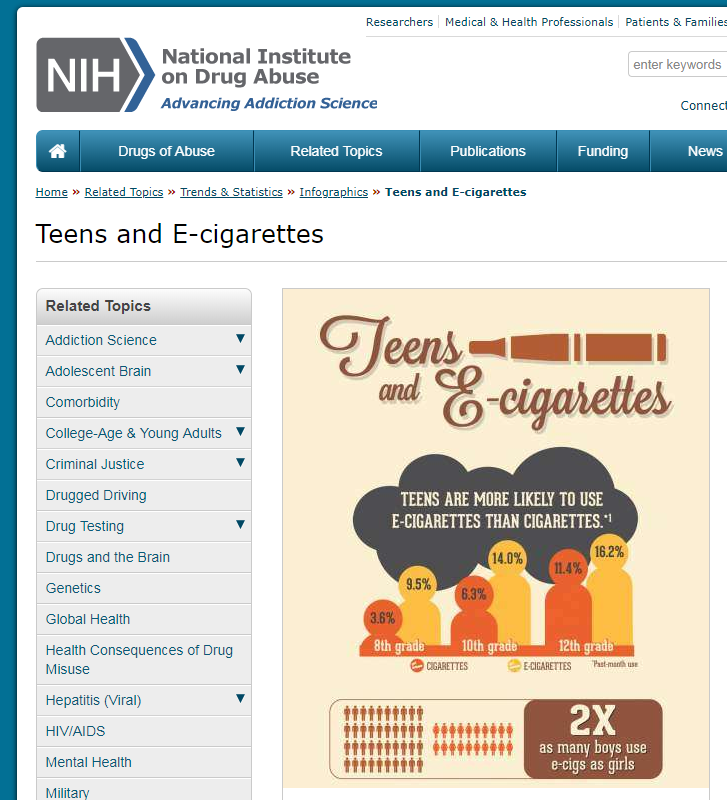 Researchers Medical & Health Professionals Patients & Families
NIH National Institute
on Drug Abuse
Advancing Addiction Science
enter keywords
Connect
Drugs of Abuse Related Topics Publications Funding News
Home » Related Topics » Trends & Statistics » Infographics » Teens and E-cigarettes
Teens and E-cigarettes
Related Topics
Addiction Science
Adolescent Brain
Comorbidity
College-Age & Young Adults
Criminal Justice
Drugged Driving
Drug Testing
Drugs and the Brain
Genetics
Global Health
Health Consequences of Drug
Misuse
Hepatitis (Viral)
HIV/AIDS
Mental Health
Military
Teens
and E-cigarettes
TEENS ARE MORE LIKELY TO USE
E-CIGARETTES THAN CIGARETTES.*1
3.6% 9.5% 6.3% 14.0% 11.4% 16.2%
8th grade 10th grade 12th grade
CIGARETTES E-CIGARETTES *Past-month use
2X
as many boys use
e-cigs as girls